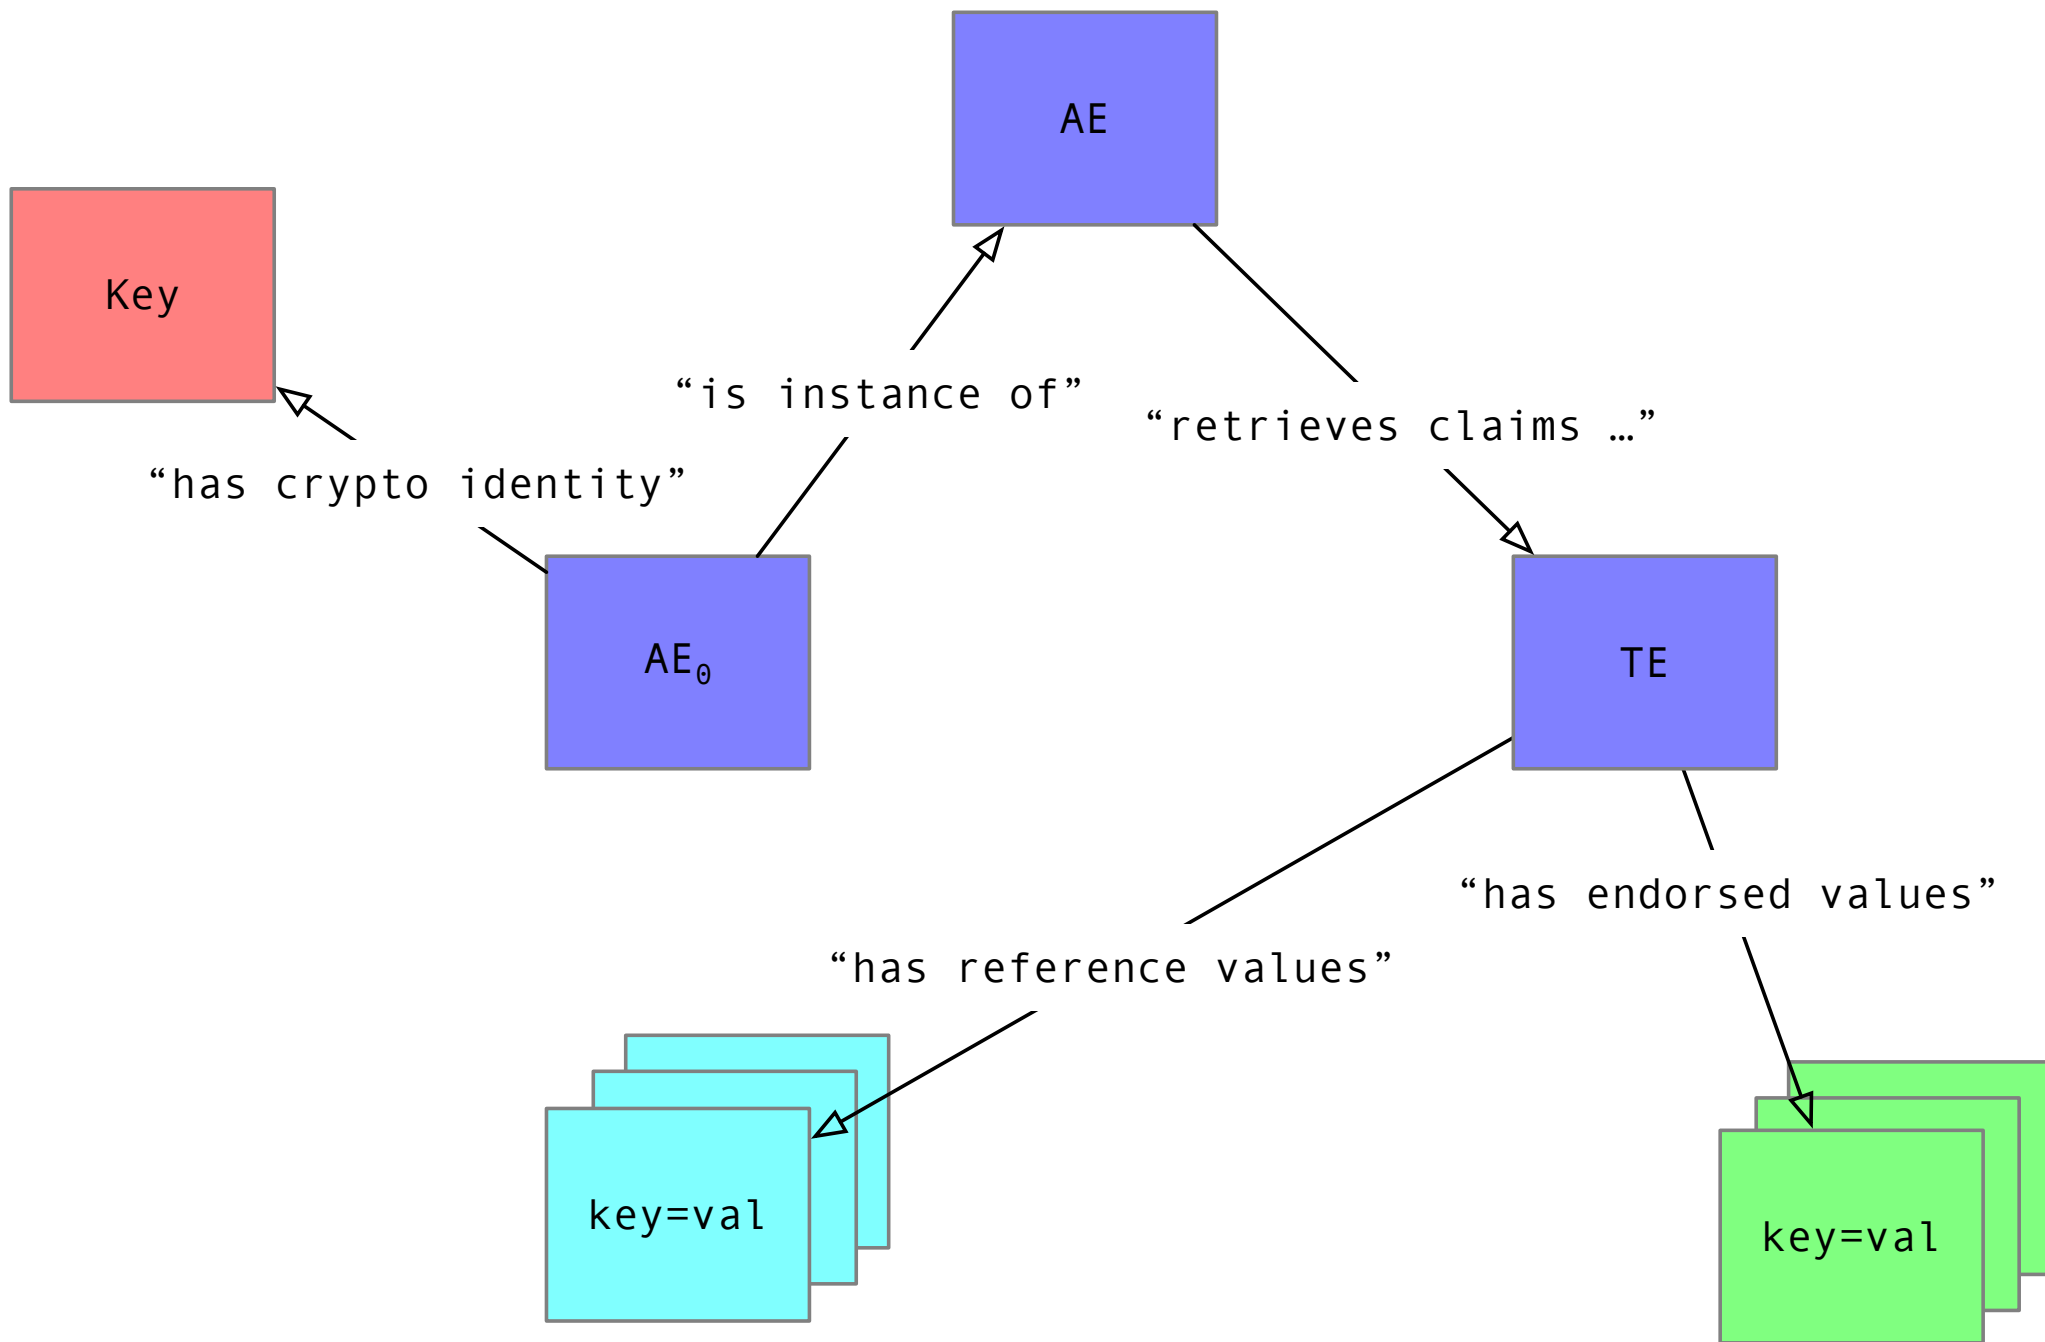 AE
Key
“is instance of”
“retrieves claims …”
“has crypto identity”
AE₀
TE
“has endorsed values”
“has reference values”
key=val
key=val